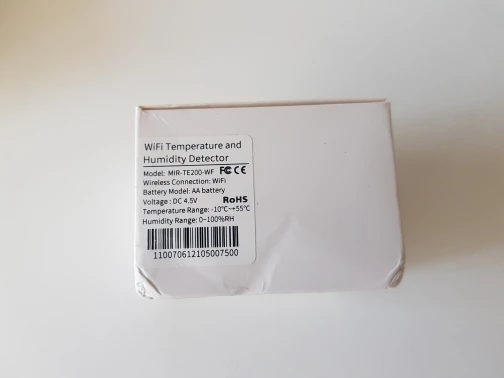 WiFi Temperature and
Humidity Detector
Model: MIR-TE200-WF FC CE
Wireless Connection: WiFi
Battery Model: AA battery
Voltage : DC 4.5V RoHS
Temperature Range: -10℃~+55℃
Humidity Range: 0~100%RH
110070612105007500